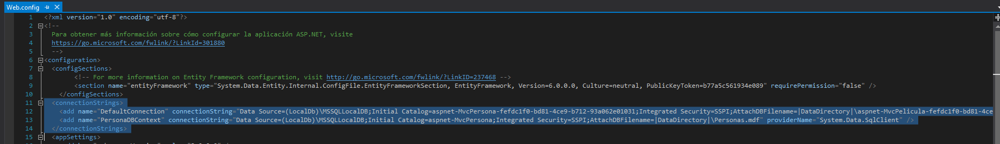 Web.config
1 <?xml version="1.0" encoding="utf-8"?>
2 <!--
3 Para obtener más información sobre cómo configurar la aplicación ASP.NET, visite
4 https://go.microsoft.com/fwlink/?LinkId=301880
5 -->
6 <configuration>
7 <configSections>
8 <!-- For more information on Entity Framework configuration, visit http://go.microsoft.com/fwlink/?LinkID=237468 -->
9 <section name="entityFramework" type="System.Data.Entity.Internal.ConfigFile.EntityFrameworkSection, EntityFramework, Version=6.0.0.0, Culture=neutral, PublicKeyToken=b77a5c561934e089" requirePermission="false" />
10 </configSections>
11 <connectionStrings>
12 <add name="DefaultConnection" connectionString="Data Source=(LocalDb)\MSSQLLocalDB;Initial Catalog=aspnet-MvcPersona-fefdc1f0-bd81-4ce9-b712-93a062e01031;Integrated Security=SSPI;AttachDBFilename=|DataDirectory|\aspnet-MvcPelicula-fefdc1f0-bd81-4ce
13 <add name="PersonaDBContext" connectionString="Data Source=(LocalDb)\MSSQLLocalDB;Initial Catalog=aspnet-MvcPersona;Integrated Security=SSPI;AttachDBFilename=|DataDirectory|\Personas.mdf" providerName="System.Data.SqlClient" />
14 </connectionStrings>
15 <appSettings>